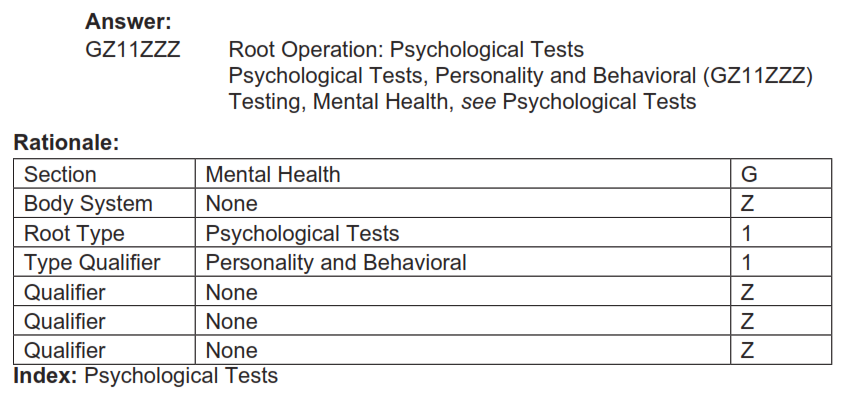 Answer:
GZ11ZZZ Root Operation: Psychological Tests
Psychological Tests, Personality and Behavioral (GZ11ZZZ)
Testing, Mental Health, see Psychological Tests
Rationale:
Section Mental Health G
Body System None Z
Root Type Psychological Tests 1
Type Qualifier Personality and Behavioral 1
Qualifier None Z
Qualifier None Z
Qualifier None Z
Index: Psychological Tests